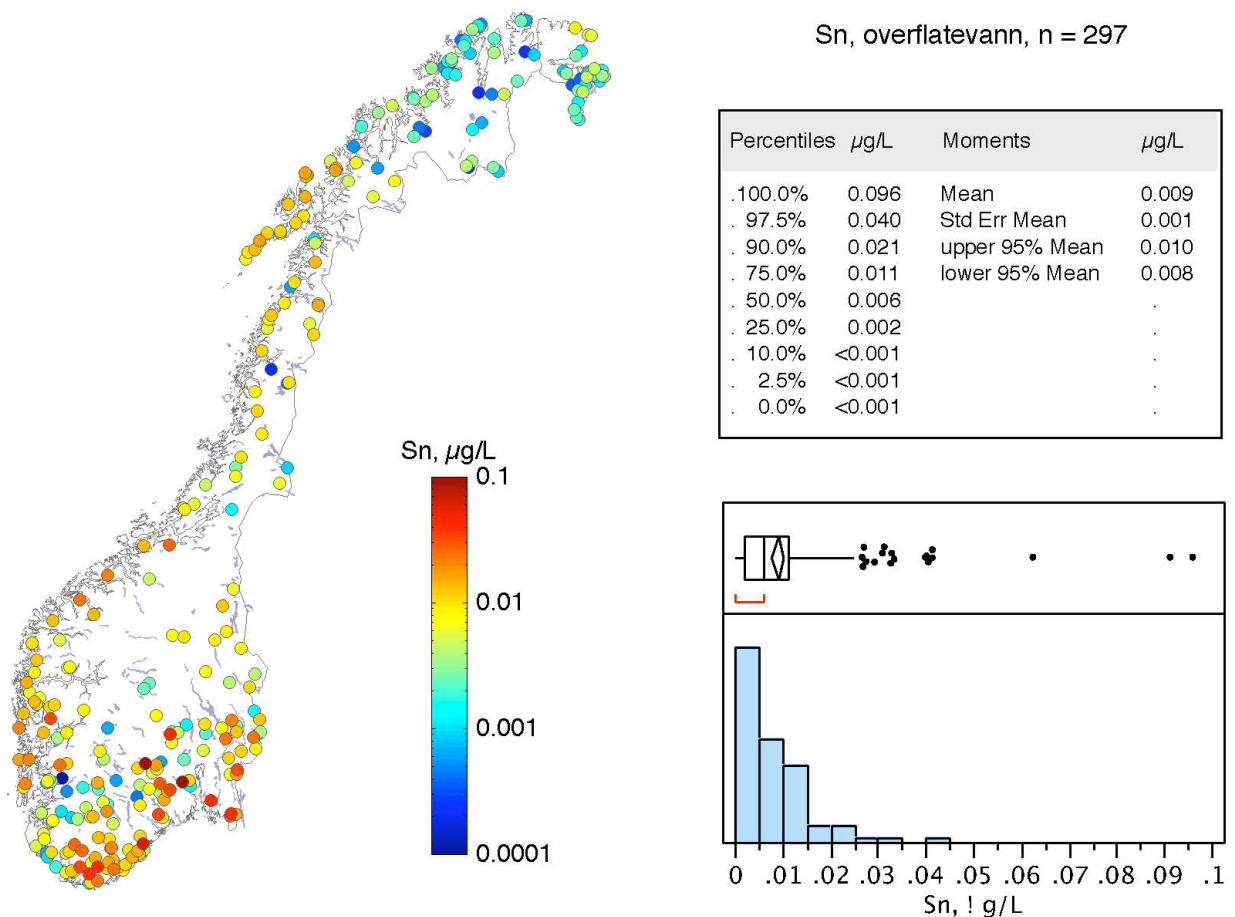 Sn, overflatevann, n = 297
Percentiles µg/L Moments µg/L
.100.0% 0.096 Mean 0.009
. 97.5% 0.040 Std Err Mean 0.001
. 90.0% 0.021 upper 95% Mean 0.010
. 75.0% 0.011 lower 95% Mean 0.008
. 50.0% 0.006 .
. 25.0% 0.002 .
. 10.0% <0.001 .
. 2.5% <0.001 .
. 0.0% <0.001 .
Sn, µg/L
0.1
0.01
0.001
0.0001
0 .01 .02 .03 .04 .05 .06 .07 .08 .09 .1
Sn, ! g/L